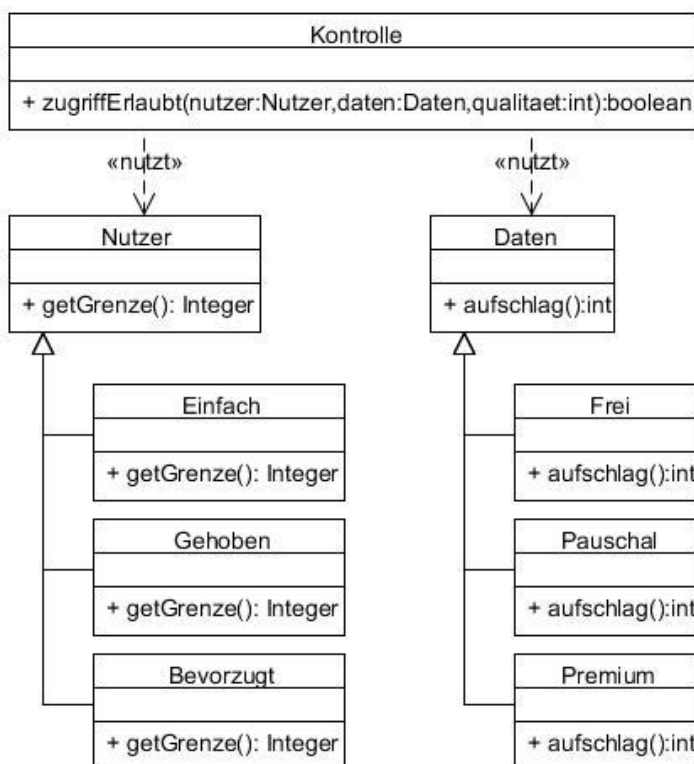 Kontrolle
+ zugriffErlaubt(nutzer:Nutzer,daten:Daten,qualitaet:int):boolean
«nutzt»
«nutzt»
Nutzer
+ getGrenze(): Integer
Daten
+ aufschlag():int
Einfach
+ getGrenze(): Integer
Frei
+ aufschlag():int
Gehoben
+ getGrenze(): Integer
Pauschal
+ aufschlag():int
Bevorzugt
+ getGrenze(): Integer
Premium
+ aufschlag():int